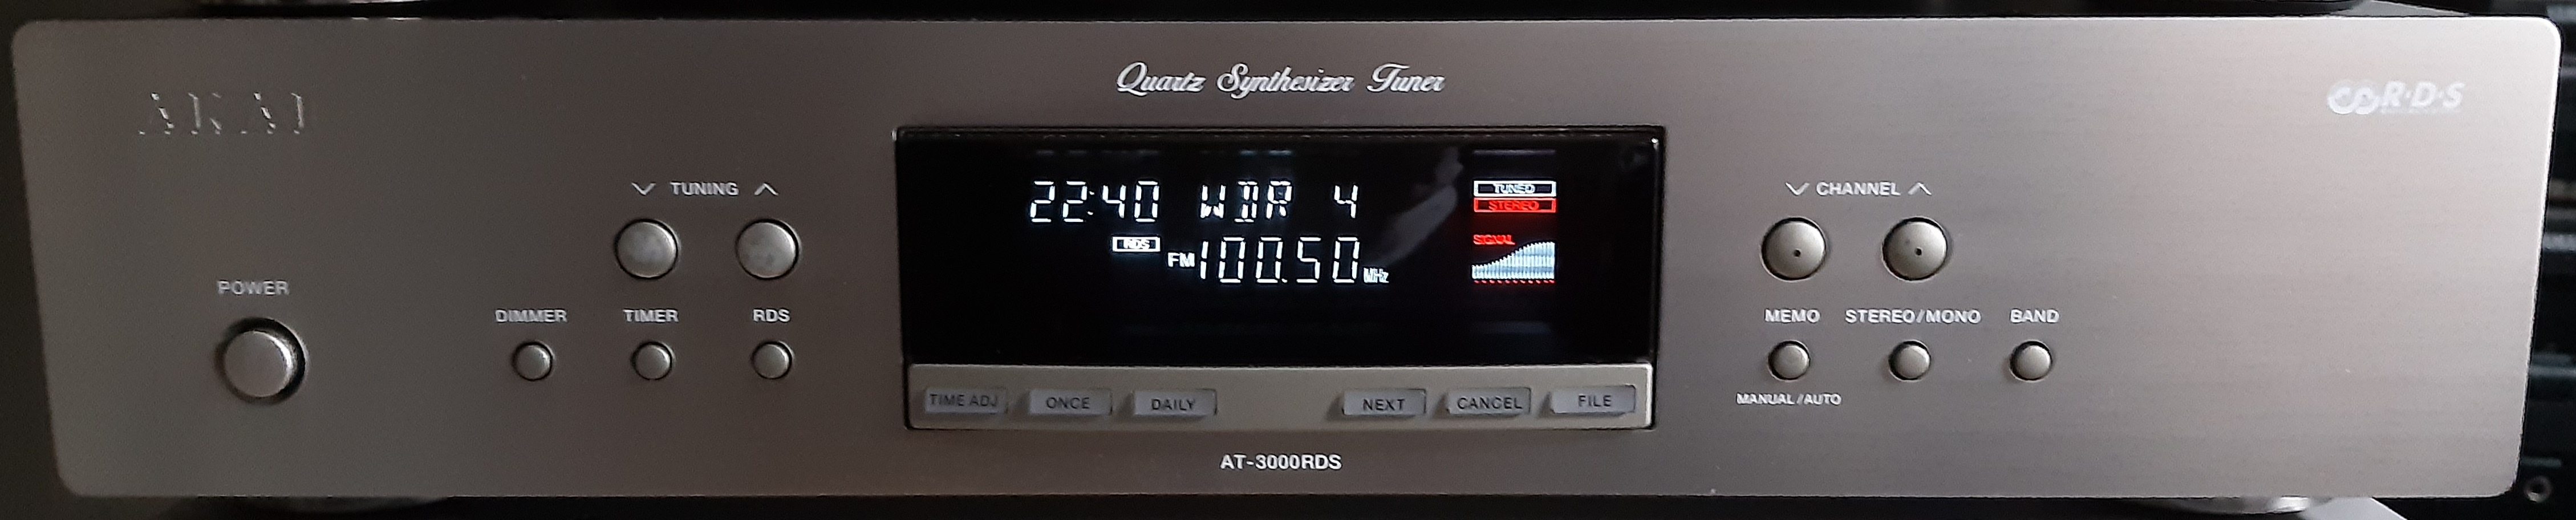 Quartz Synthesizer Tuner
AKAI
R·D·S
TUNING
CHANNEL
22:40 WDR 4
TUNED
STEREO
RDS
FM 100.50 MHz
SIGNAL
POWER
DIMMER
TIMER
RDS
MEMO
STEREO/MONO
BAND
MANUAL/AUTO
TIME ADJ
ONCE
DAILY
NEXT
CANCEL
FILE
AT-3000RDS